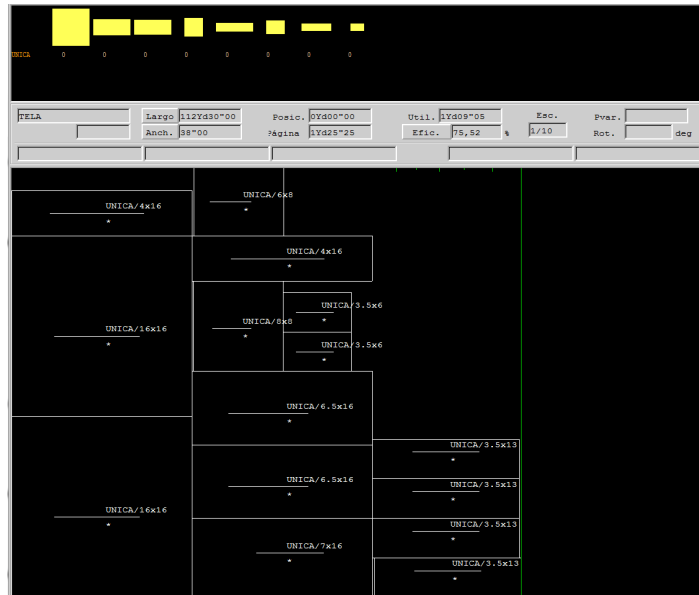 UNICA 0 0 0 0 0 0 0 0
TELA Largo 112Yd30"00 Posic. 0Yd00"00 Util. 1Yd09"05 Esc. Pvar.
Anch. 38"00 ?ágina 1Yd25"25 Efic. 75,52 % 1/10 Rot. deg
UNICA/4x16 UNICA/6x8
*
*
UNICA/4x16
*
UNICA/3.5x6
UNICA/16x16 UNICA/8x8 *
* *
UNICA/3.5x6
*
UNICA/6.5x16
*
UNICA/3.5x13
*
UNICA/6.5x16
* UNICA/3.5x13
*
UNICA/16x16
*
UNICA/3.5x13
*
UNICA/7x16
*
UNICA/3.5x13
*